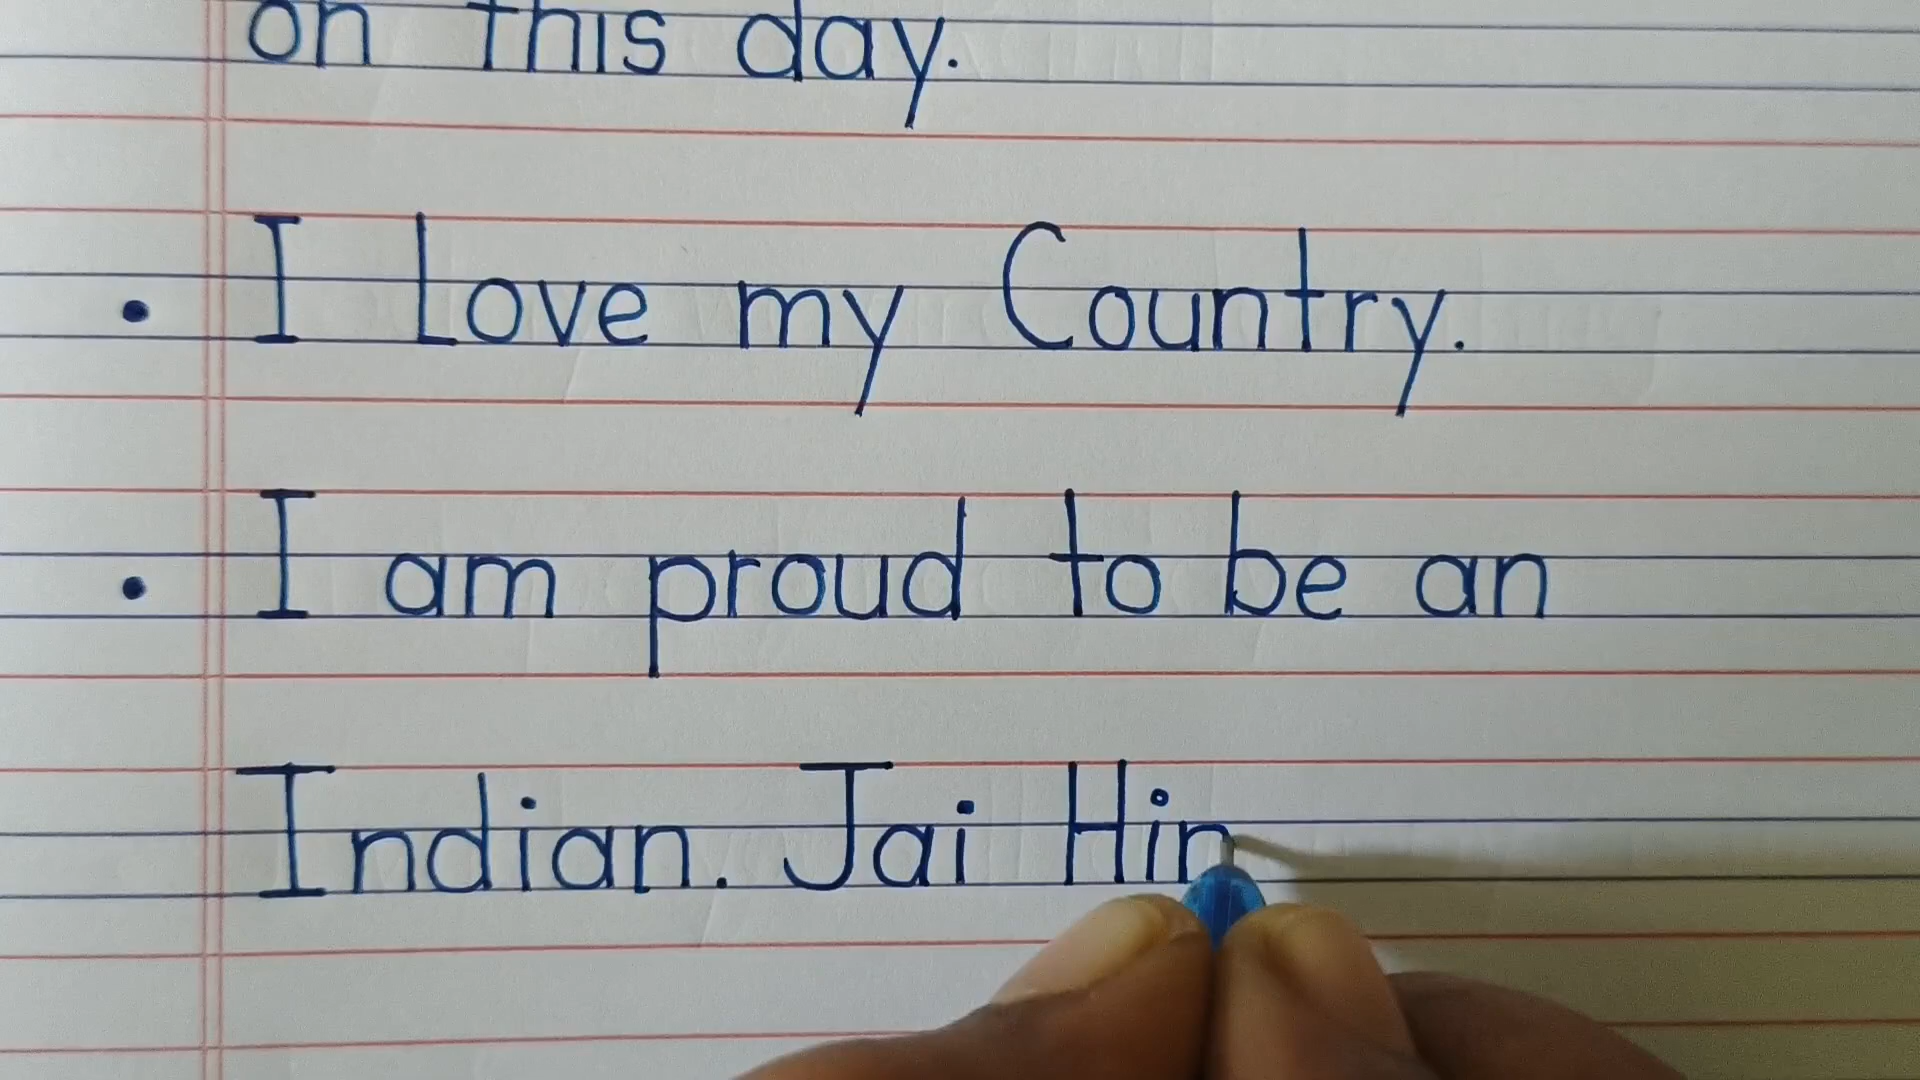 on this day.
• I Love my Country.
• I am proud to be an
Indian. Jai Hin